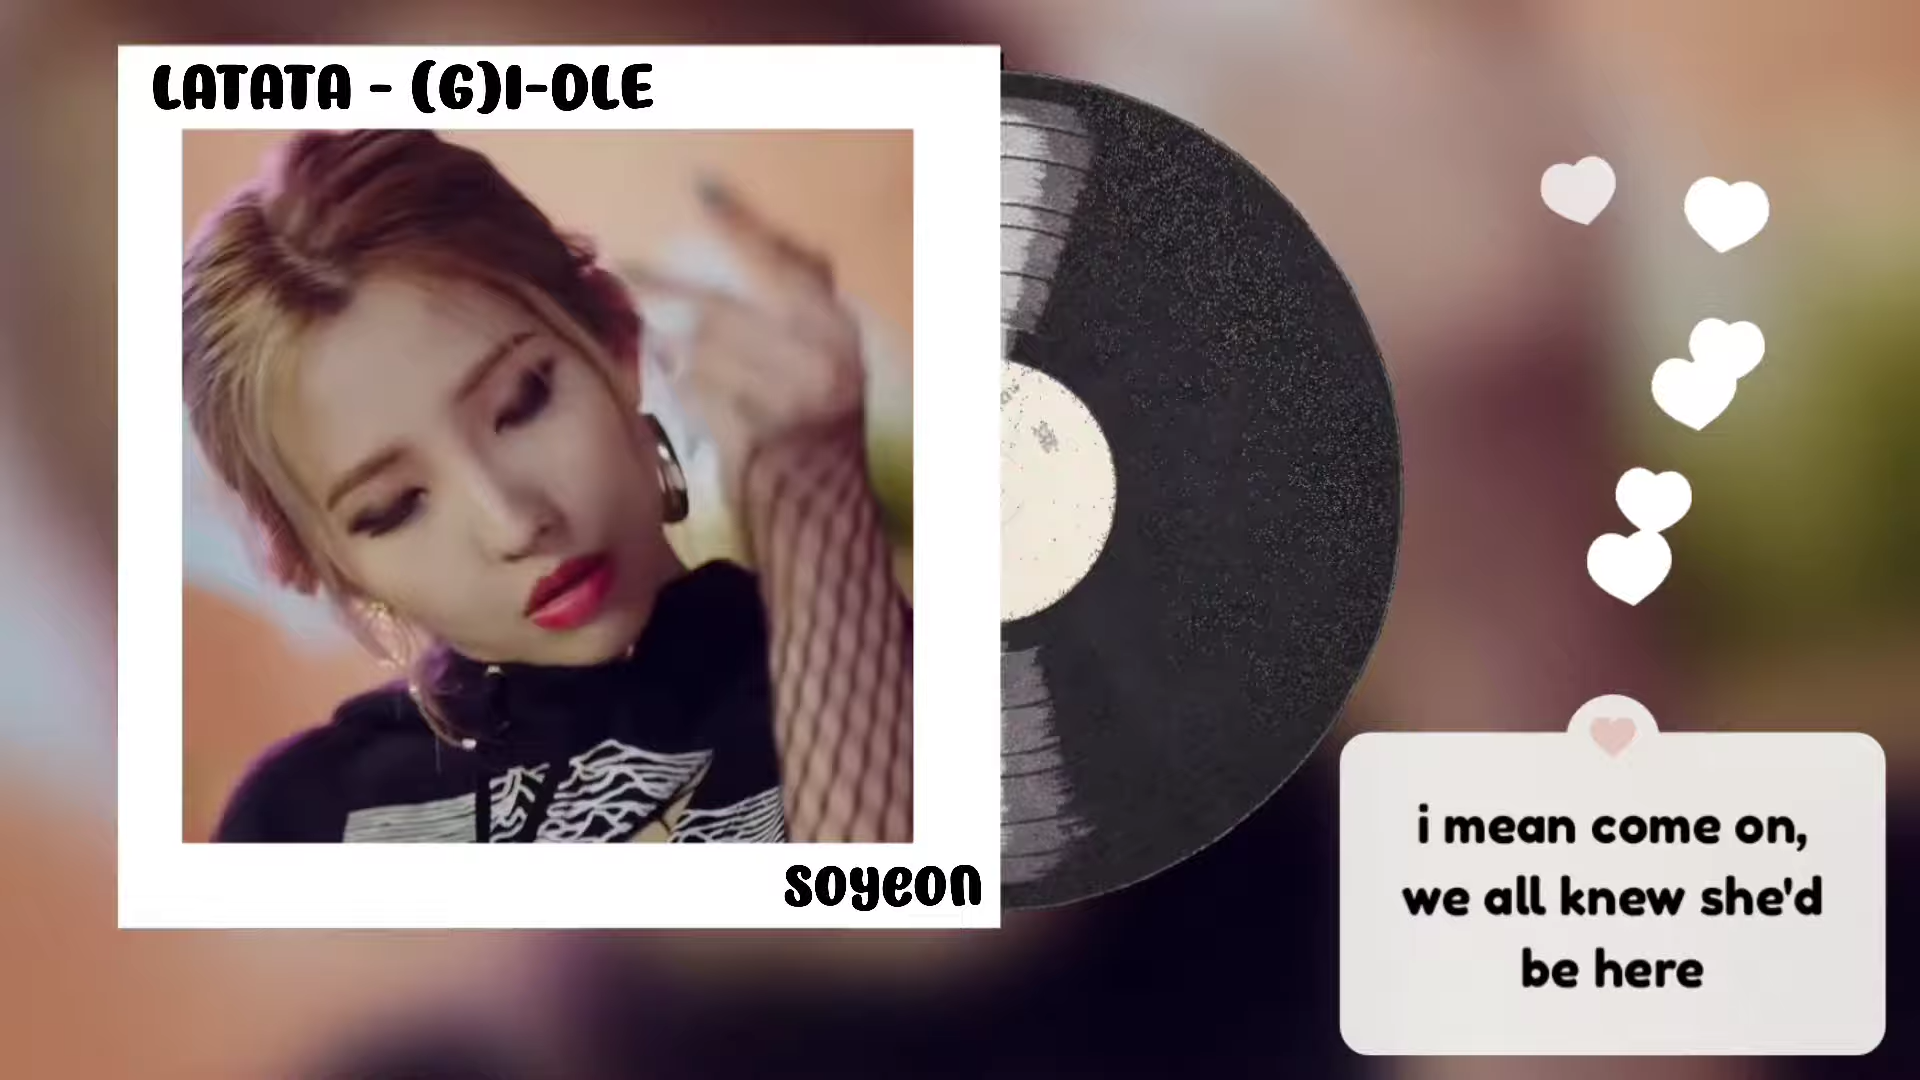 LATATA - (G)I-DLE
soyeon
i mean come on,
we all knew she'd
be here